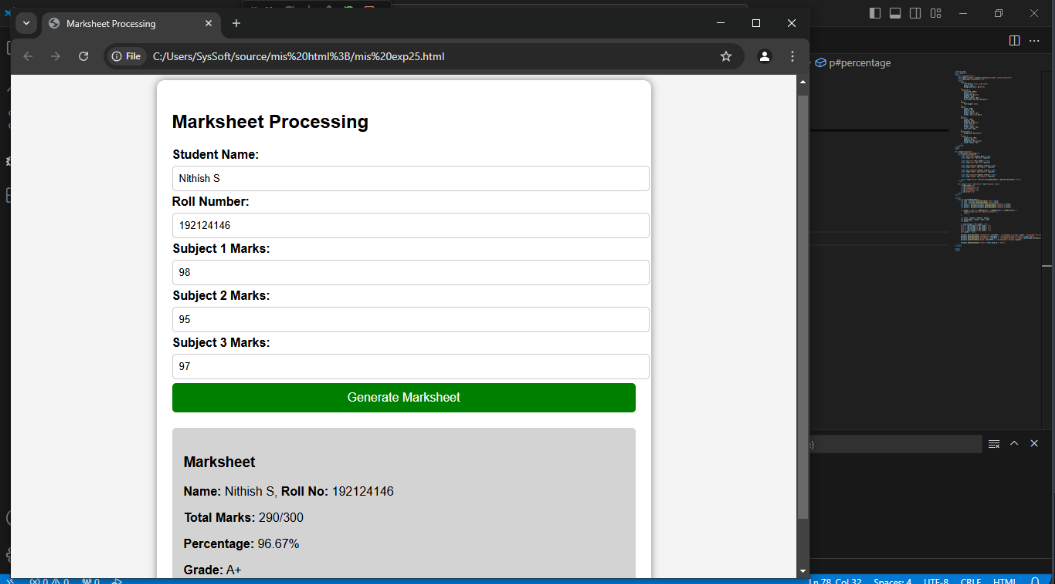 Marksheet Processing
File C:/Users/SysSoft/source/mis%20html%3B/mis%20exp25.html
p#percentage
Marksheet Processing
Student Name:
Nithish S
Roll Number:
192124146
Subject 1 Marks:
98
Subject 2 Marks:
95
Subject 3 Marks:
97
Generate Marksheet
Marksheet
Name: Nithish S, Roll No: 192124146
Total Marks: 290/300
Percentage: 96.67%
Grade: A+
Ln 78, Col 32 Spaces: 4 UTF-8 CRLF HTML